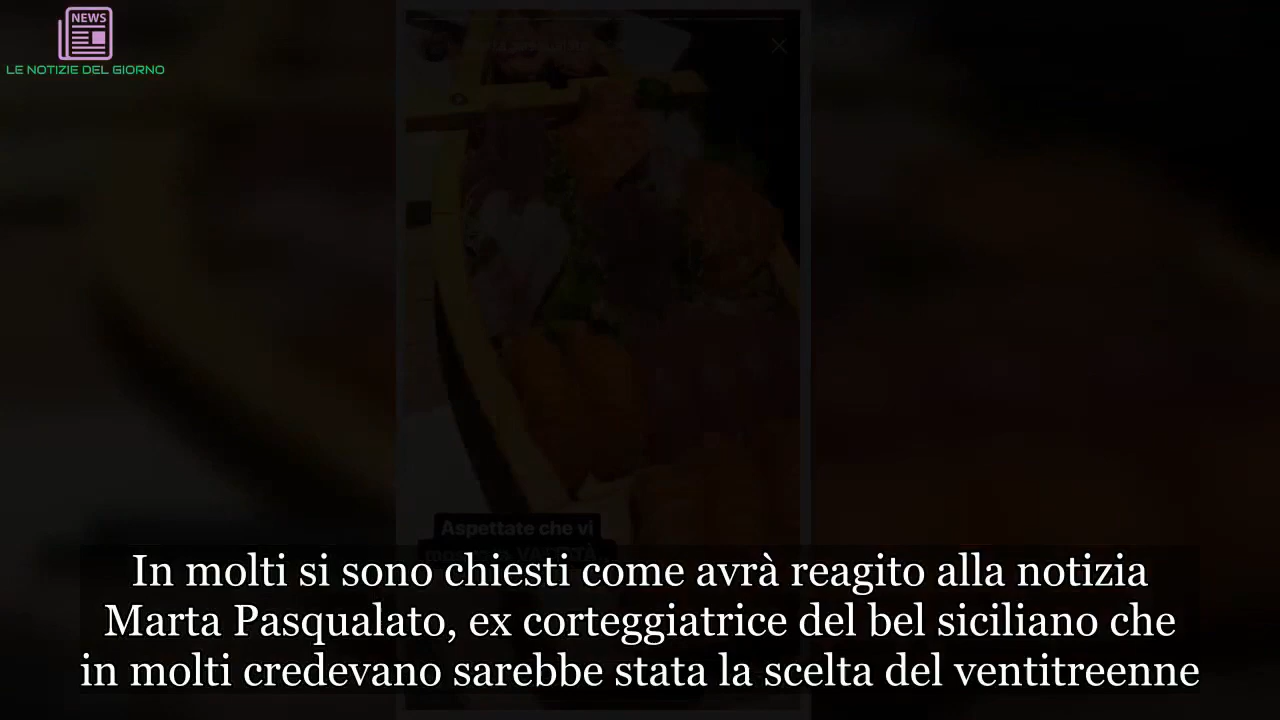 NEWS
LE NOTIZIE DEL GIORNO
Aspettate che vi
In molti si sono chiesti come avrà reagito alla notizia
Marta Pasqualato, ex corteggiatrice del bel siciliano che
in molti credevano sarebbe stata la scelta del ventitreenne